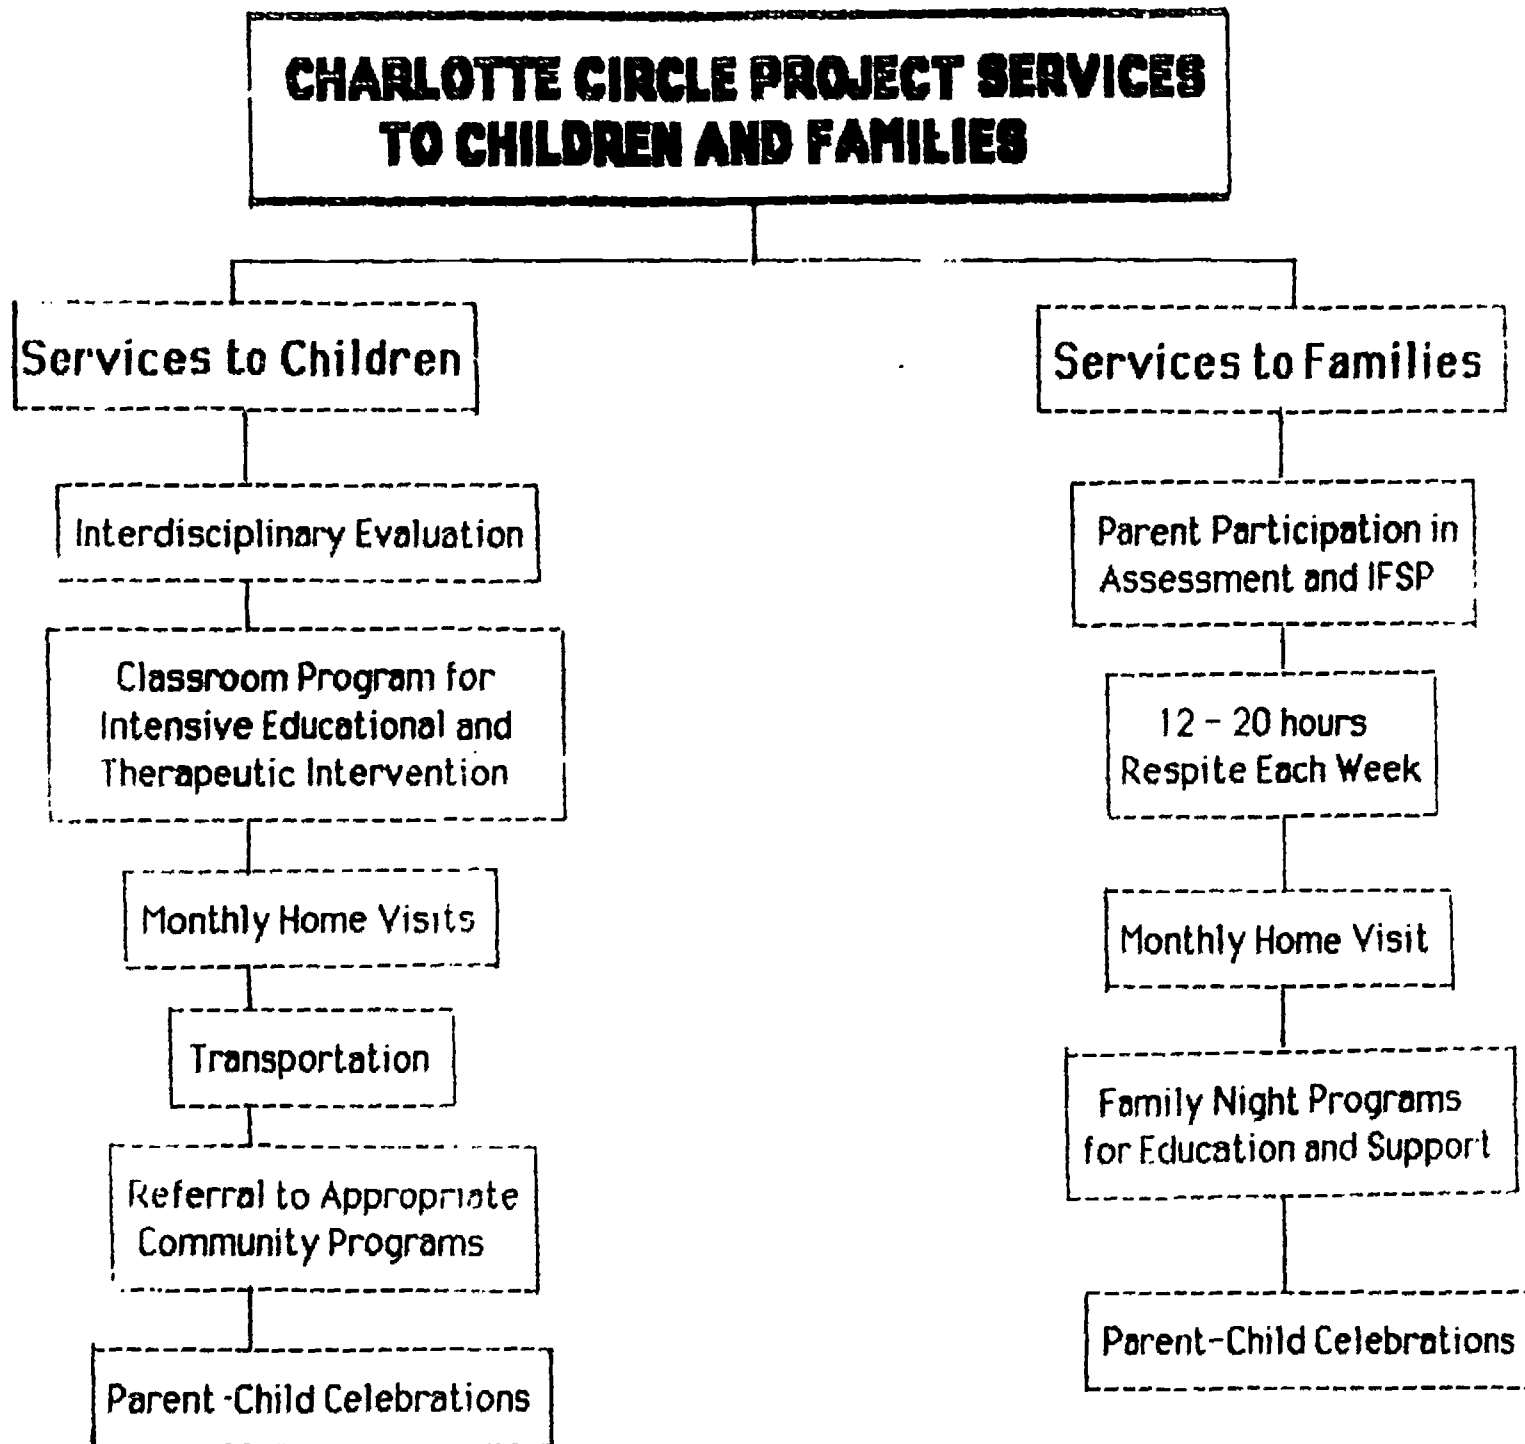 CHARLOTTE CIRCLE PROJECT SERVICES
TO CHILDREN AND FAMILIES
Services to Children
Interdisciplinary Evaluation
Classroom Program for
Intensive Educational and
Therapeutic Intervention
Monthly Home Visits
Transportation
Referral to Appropriate
Community Programs
Parent-Child Celebrations
Services to Families
Parent Participation in
Assessment and IFSP
12 - 20 hours
Respite Each Week
Monthly Home Visit
Family Night Programs
for Education and Support
Parent-Child Celebrations